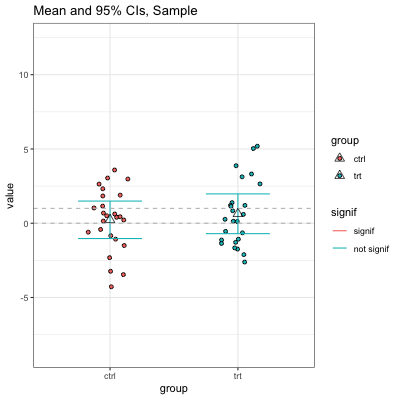 Mean and 95% CIs, Sample
10
5
0
-5
value
ctrl
trt
group
group
ctrl
trt
signif
signif
not signif